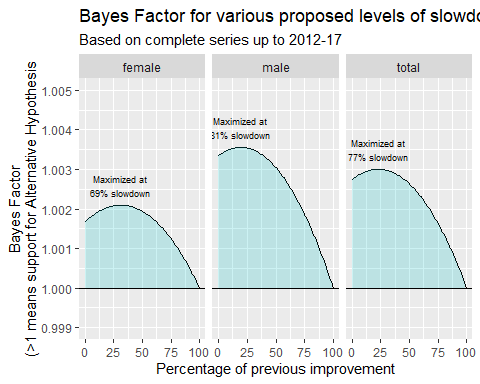 Bayes Factor for various proposed levels of slowd
Based on complete series up to 2012-17
female male total
1.005
1.004
1.003
1.002
1.001
1.000
0.999
Maximized at
69% slowdown
Maximized at
81% slowdown
Maximized at
77% slowdown
0 25 50 75 100 0 25 50 75 100 0 25 50 75 100
Percentage of previous improvement
Bayes Factor
(>1 means support for Alternative Hypothesis